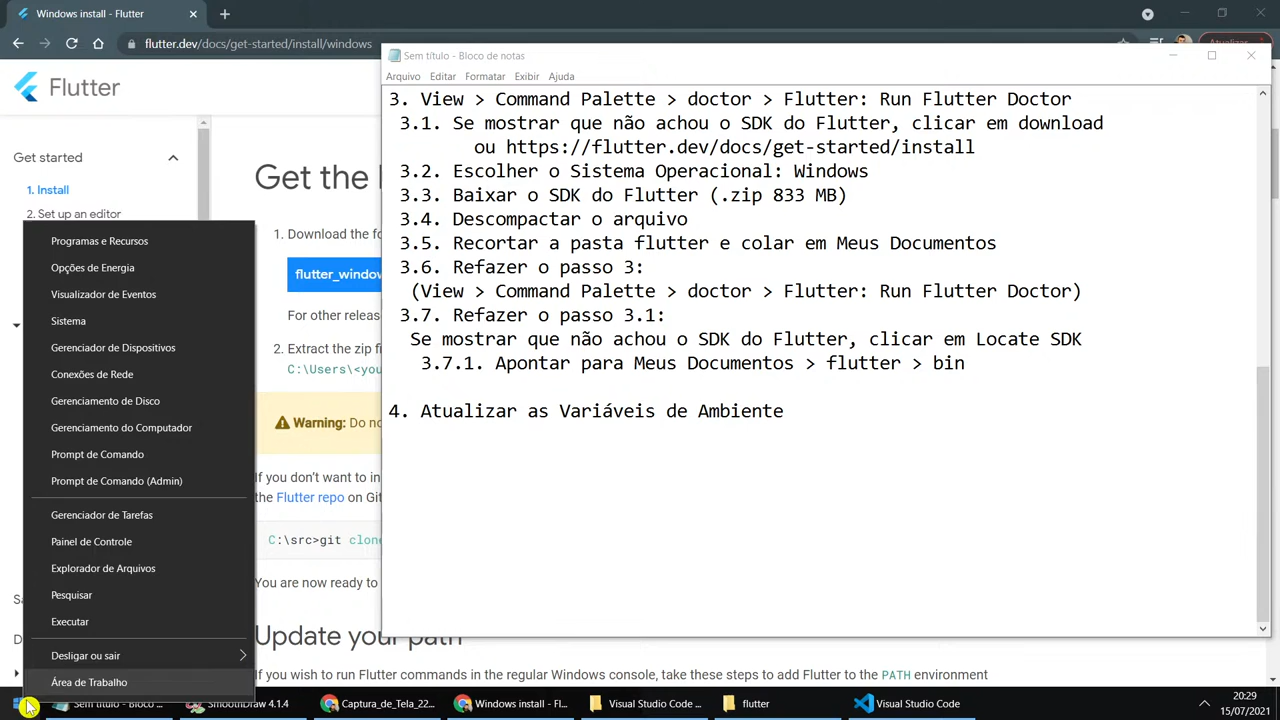 Windows install - Flutter
flutter.dev/docs/get-started/install/windows
Atualizar
Flutter
Get started
1. Install
2. Set up an editor
Get the
1. Download the fo
flutter_window
For other relea
2. Extract the zip fi
C:\Users\<you
Warning: Do no
If you don't want to in
the Flutter repo on Git
C:\src>git clon
You are now ready to
Update your path
If you wish to run Flutter commands in the regular Windows console, take these steps to add Flutter to the PATH environment
Sem título - Bloco de notas
Arquivo Editar Formatar Exibir Ajuda
3. View > Command Palette > doctor > Flutter: Run Flutter Doctor
3.1. Se mostrar que não achou o SDK do Flutter, clicar em download
ou https://flutter.dev/docs/get-started/install
3.2. Escolher o Sistema Operacional: Windows
3.3. Baixar o SDK do Flutter (.zip 833 MB)
3.4. Descompactar o arquivo
3.5. Recortar a pasta flutter e colar em Meus Documentos
3.6. Refazer o passo 3:
(View > Command Palette > doctor > Flutter: Run Flutter Doctor)
3.7. Refazer o passo 3.1:
Se mostrar que não achou o SDK do Flutter, clicar em Locate SDK
3.7.1. Apontar para Meus Documentos > flutter > bin
4. Atualizar as Variáveis de Ambiente
Programas e Recursos
Opções de Energia
Visualizador de Eventos
Sistema
Gerenciador de Dispositivos
Conexões de Rede
Gerenciamento de Disco
Gerenciamento do Computador
Prompt de Comando
Prompt de Comando (Admin)
Gerenciador de Tarefas
Painel de Controle
Explorador de Arquivos
Pesquisar
Executar
Desligar ou sair
Área de Trabalho
Sem título - Bloco ...
SmoothDraw 4.1.4
Captura_de_Tela_22...
Windows install - F...
Visual Studio Code ...
flutter
Visual Studio Code
20:29
15/07/2021